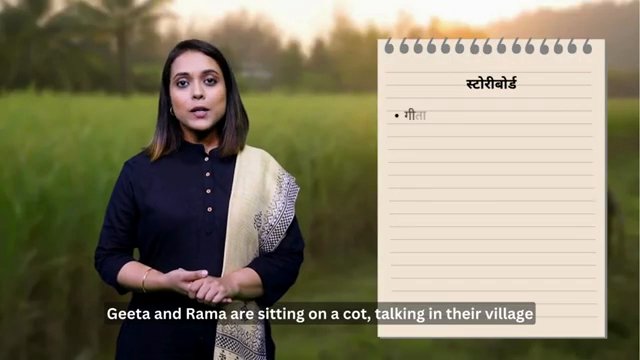 स्टोरीबोर्ड
• गीता
Geeta and Rama are sitting on a cot, talking in their village